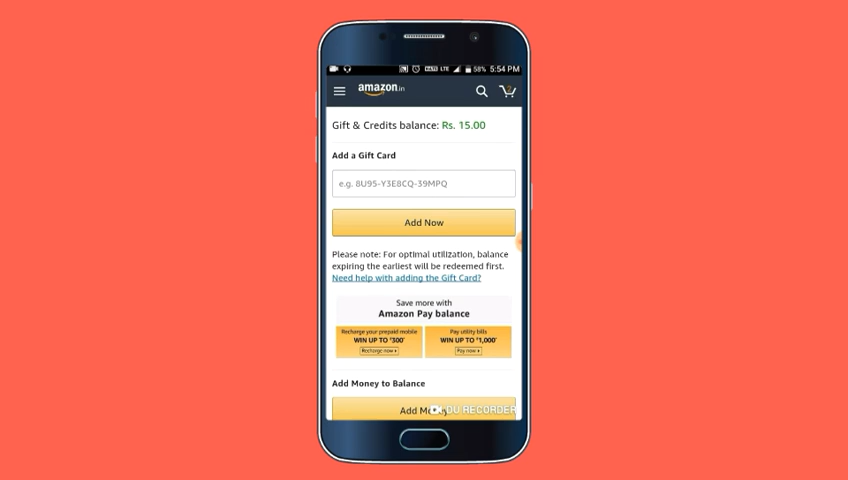 58% 5:54 PM
amazon.in
2
Gift & Credits balance: Rs. 15.00
Add a Gift Card
e.g. 8U95-Y3E8CQ-39MPQ
Add Now
Please note: For optimal utilization, balance
expiring the earliest will be redeemed first.
Need help with adding the Gift Card?
Save more with
Amazon Pay balance
Recharge your prepaid mobile
WIN UP TO ₹300*
Recharge now ▸
Pay utility bills
WIN UP TO ₹1,000*
Pay now ▸
Add Money to Balance
Add Money
DU RECORDER